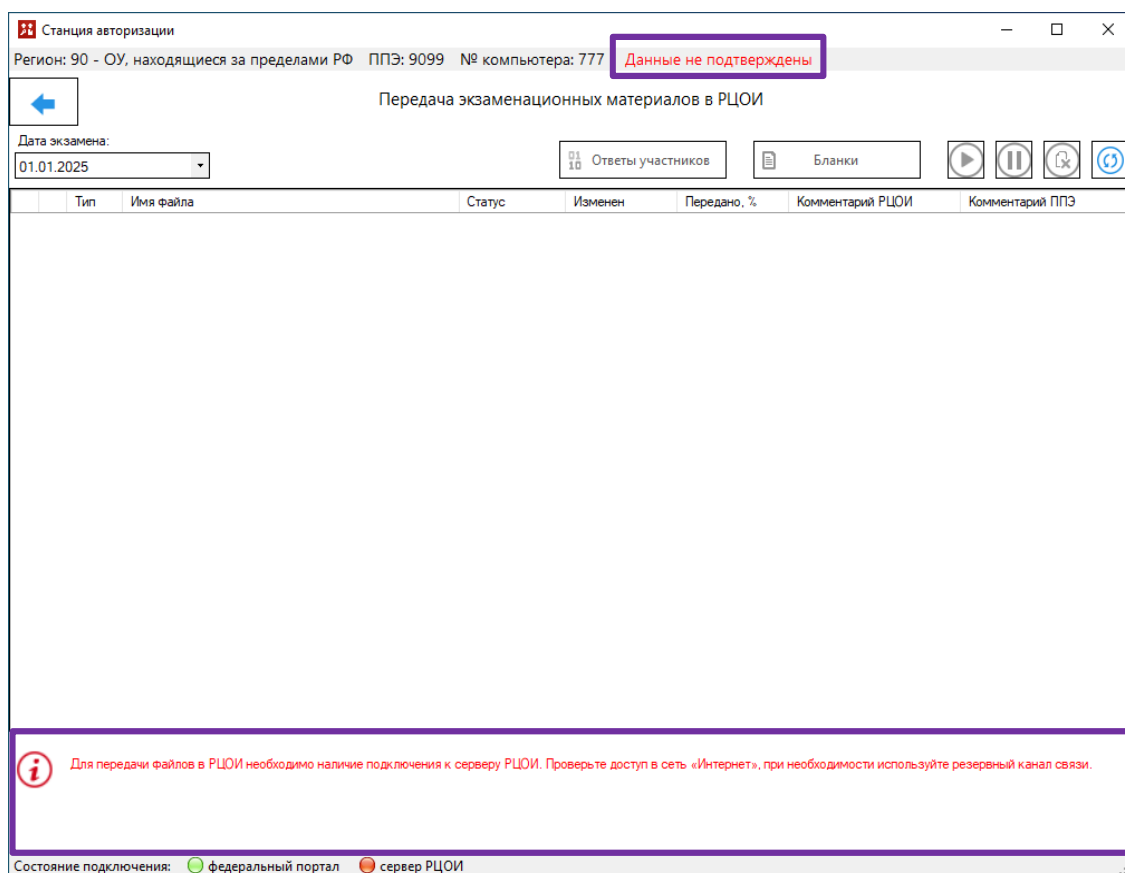 Станция авторизации
Регион: 90 - ОУ, находящиеся за пределами РФ ППЭ: 9099 № компьютера: 777 Данные не подтверждены
Передача экзаменационных материалов в РЦОИ
Дата экзамена:
01.01.2025 Ответы участников Бланки
Тип Имя файла Статус Изменен Передано, % Комментарий РЦОИ Комментарий ППЭ
Для передачи файлов в РЦОИ необходимо наличие подключения к серверу РЦОИ. Проверьте доступ в сеть «Интернет», при необходимости используйте резервный канал связи.
Состояние подключения: федеральный портал сервер РЦОИ